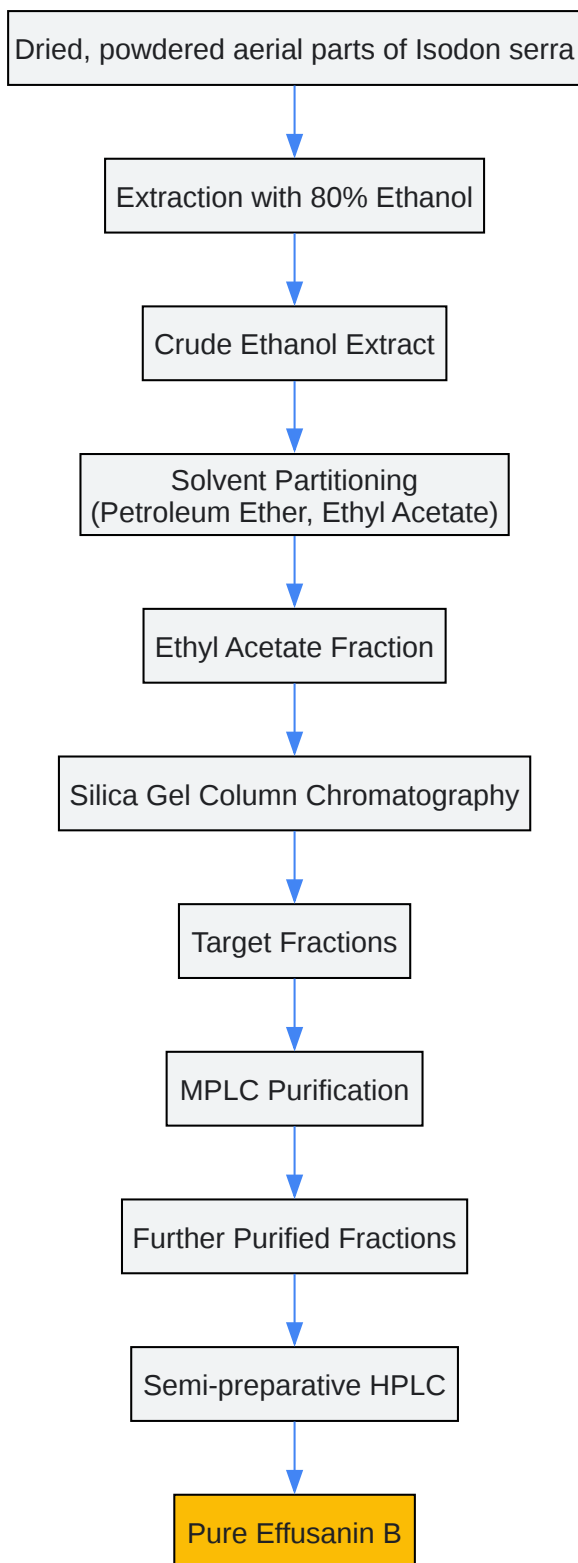 Dried, powdered aerial parts of Isodon serra
Extraction with 80% Ethanol
Crude Ethanol Extract
Solvent Partitioning
(Petroleum Ether, Ethyl Acetate)
Ethyl Acetate Fraction
Silica Gel Column Chromatography
Target Fractions
MPLC Purification
Further Purified Fractions
Semi-preparative HPLC
Pure Effusanin B